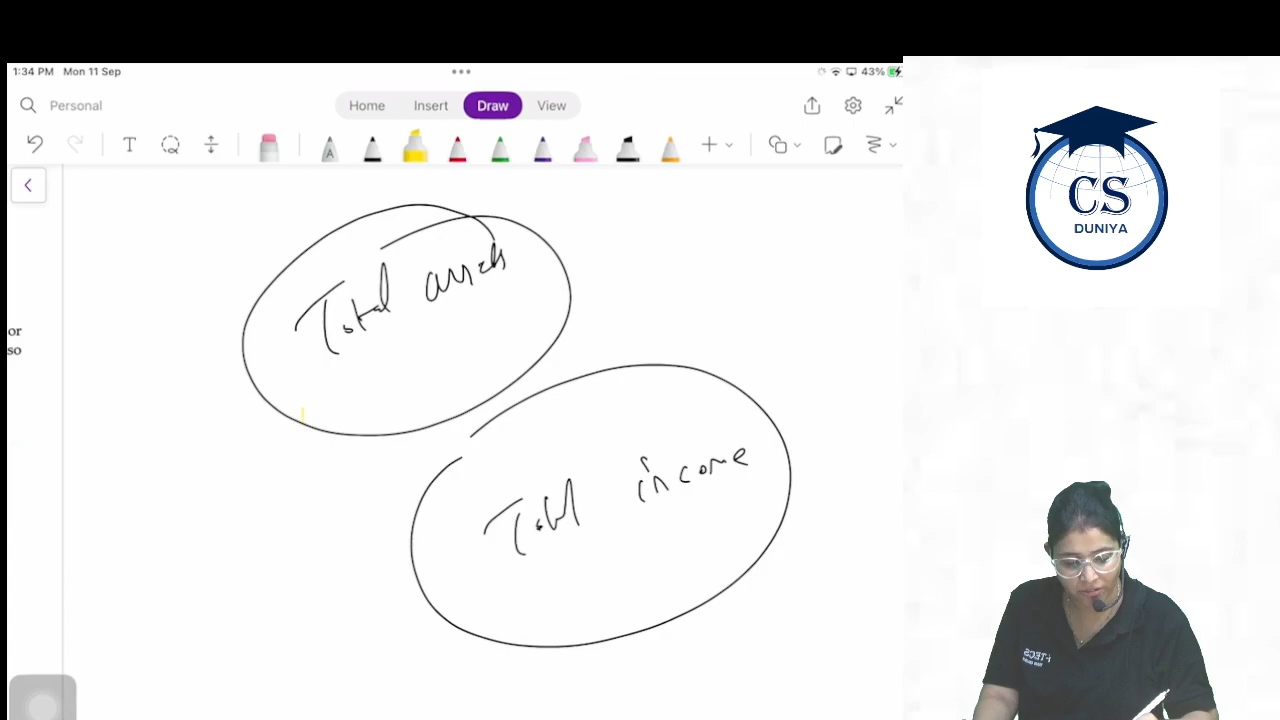 1:34 PM Mon 11 Sep
43%
Personal
Home Insert Draw View
T
A
or
so
Total assets
Total income
CS
DUNIYA